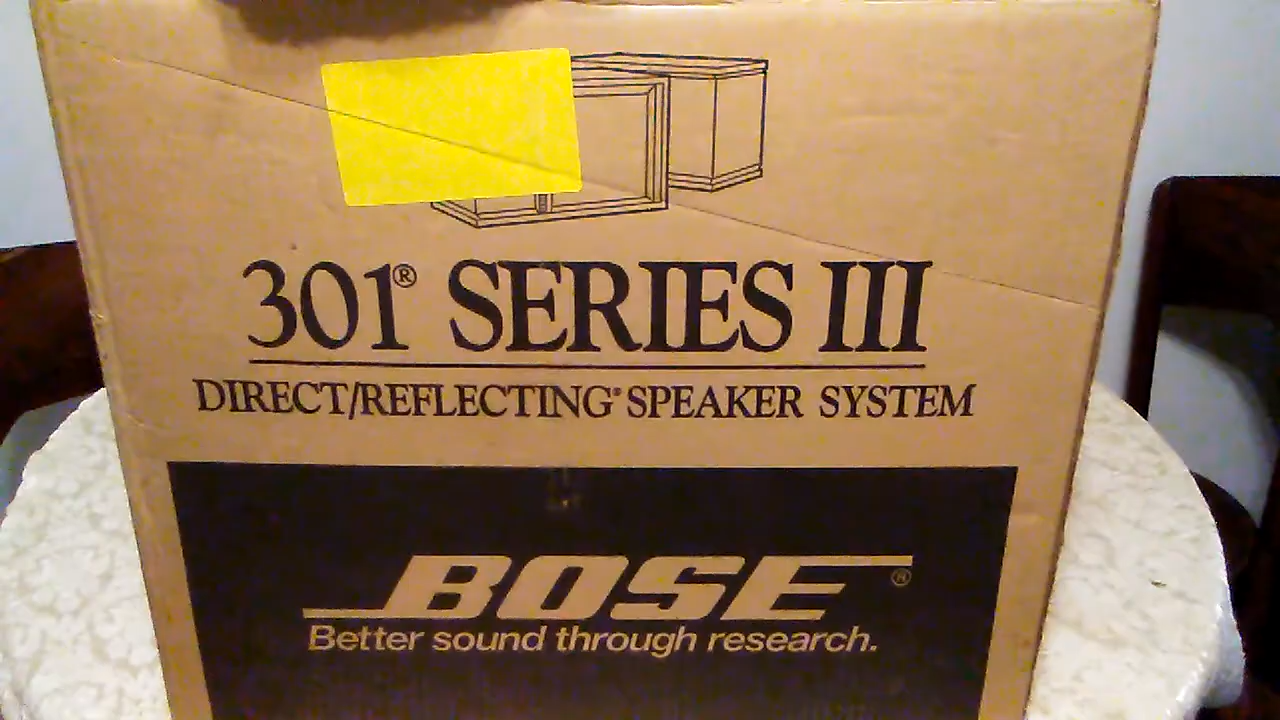 301® SERIES III
DIRECT/REFLECTING® SPEAKER SYSTEM
BOSE®
Better sound through research.